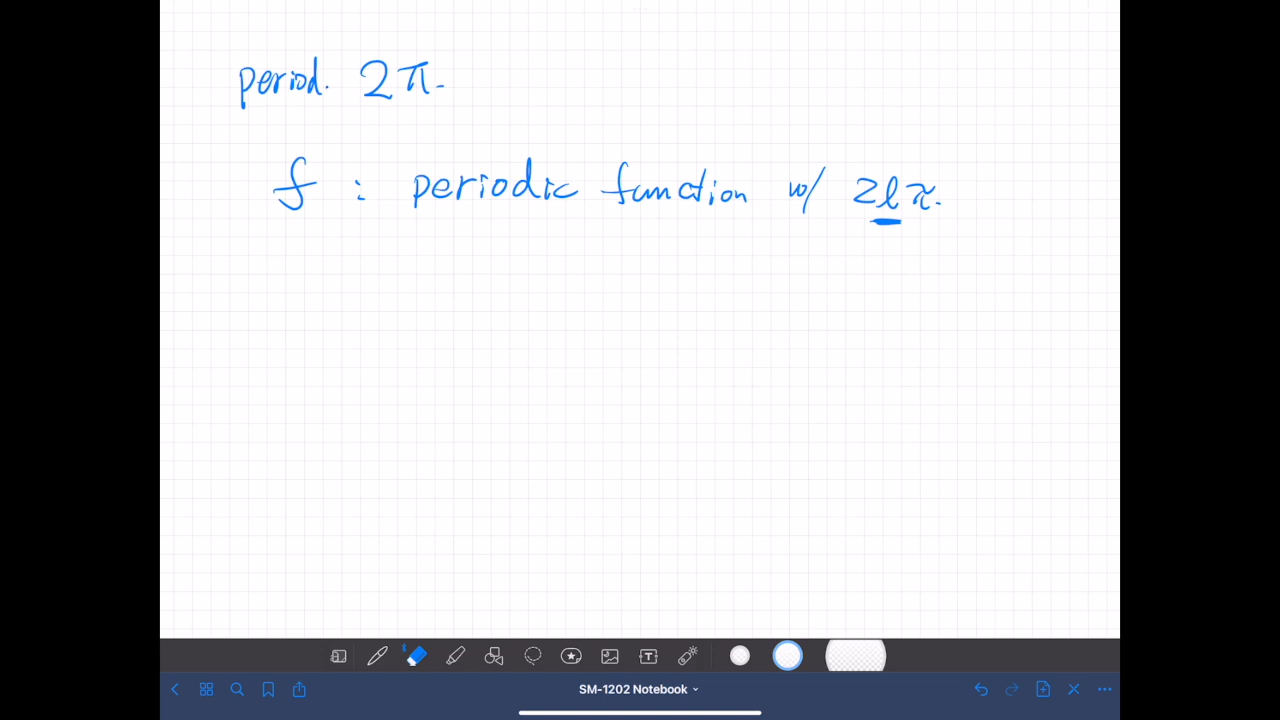 period. 2π.
f : periodic function w/ 2lπ.
SM-1202 Notebook